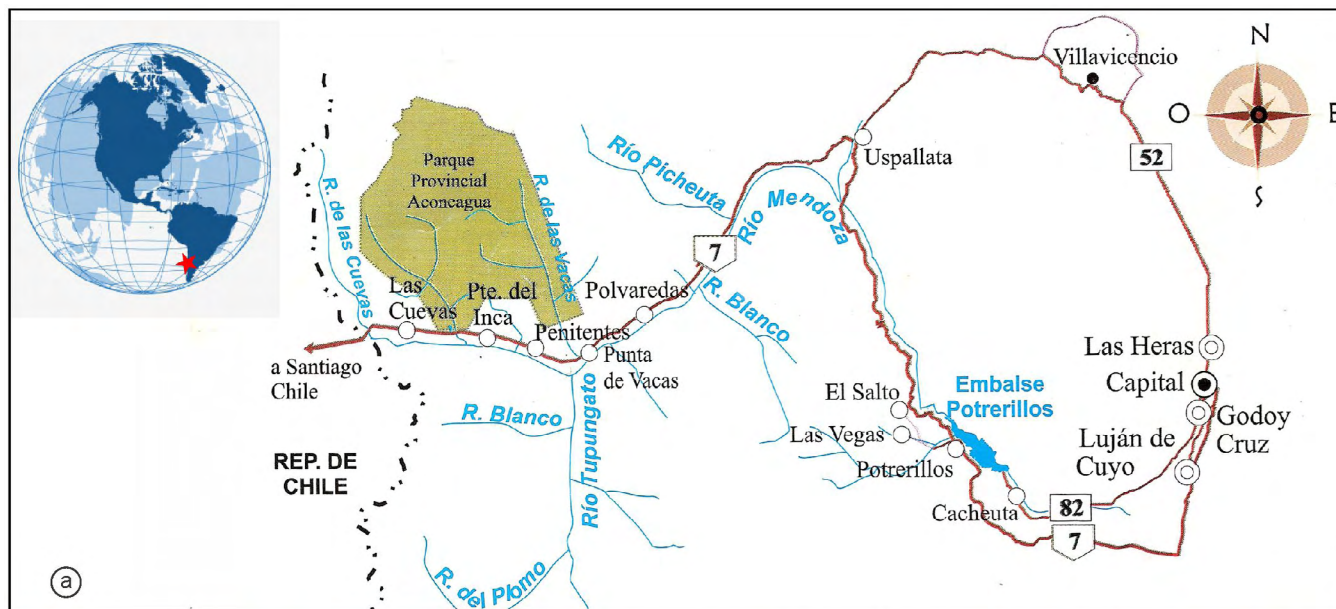 N
O
E
S
Villavicencio
52
Uspallata
Parque
Provincial
Aconcagua
Río Picheuta
R. de las Cuevas
R. de las Vacas
Río Mendoza
7
Las
Cuevas
Pte. del
Inca
Polvaredas
R. Blanco
Penitentes
Punta
de Vacas
a Santiago
Chile
Las Heras
Capital
Godoy
Cruz
Luján de
Cuyo
El Salto
Embalse
Potrerillos
Las Vegas
Potrerillos
R. Blanco
Río Tupungato
REP. DE
CHILE
Cacheuta
82
7
R. del Plomo
a